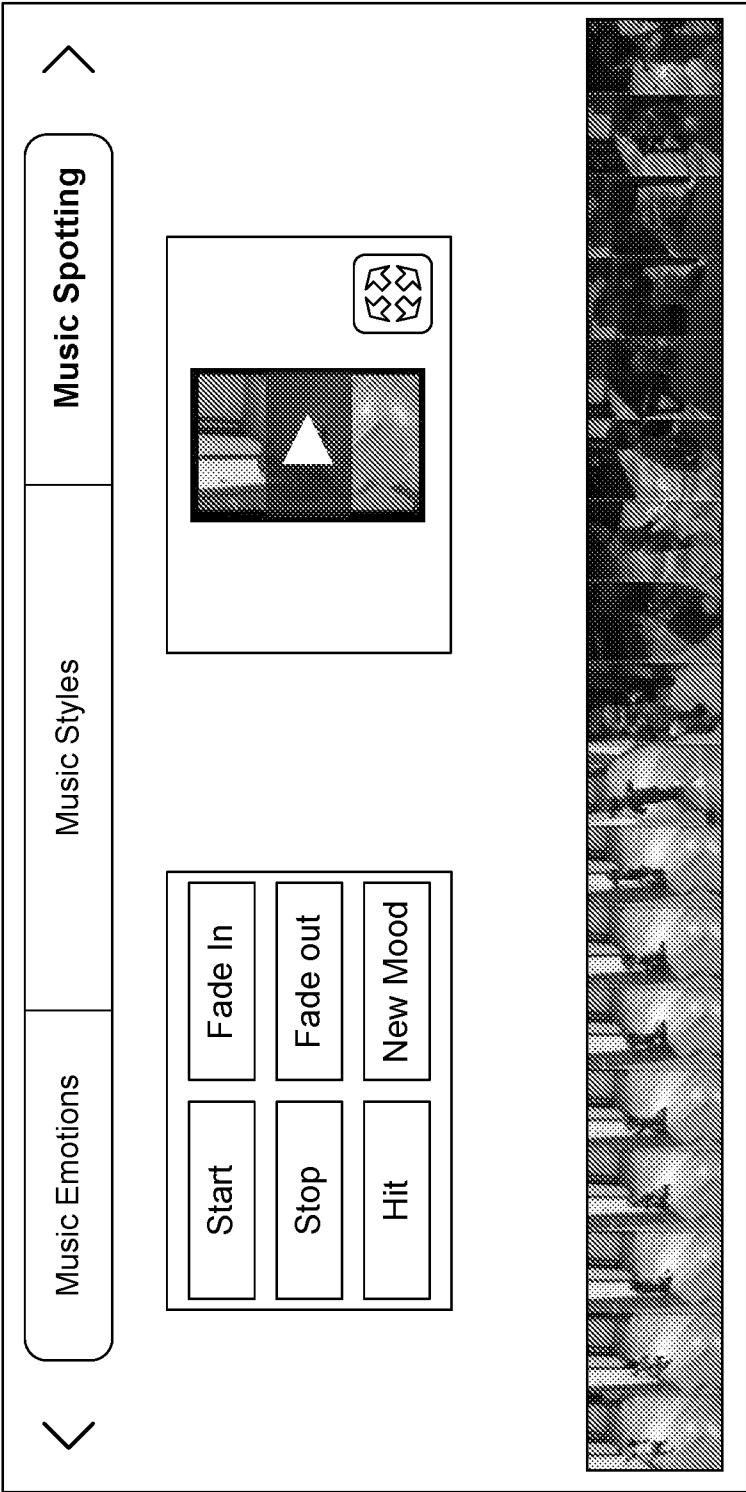 Music Emotions
Music Styles
Music Spotting
Start
Fade In
Stop
Fade out
Hit
New Mood